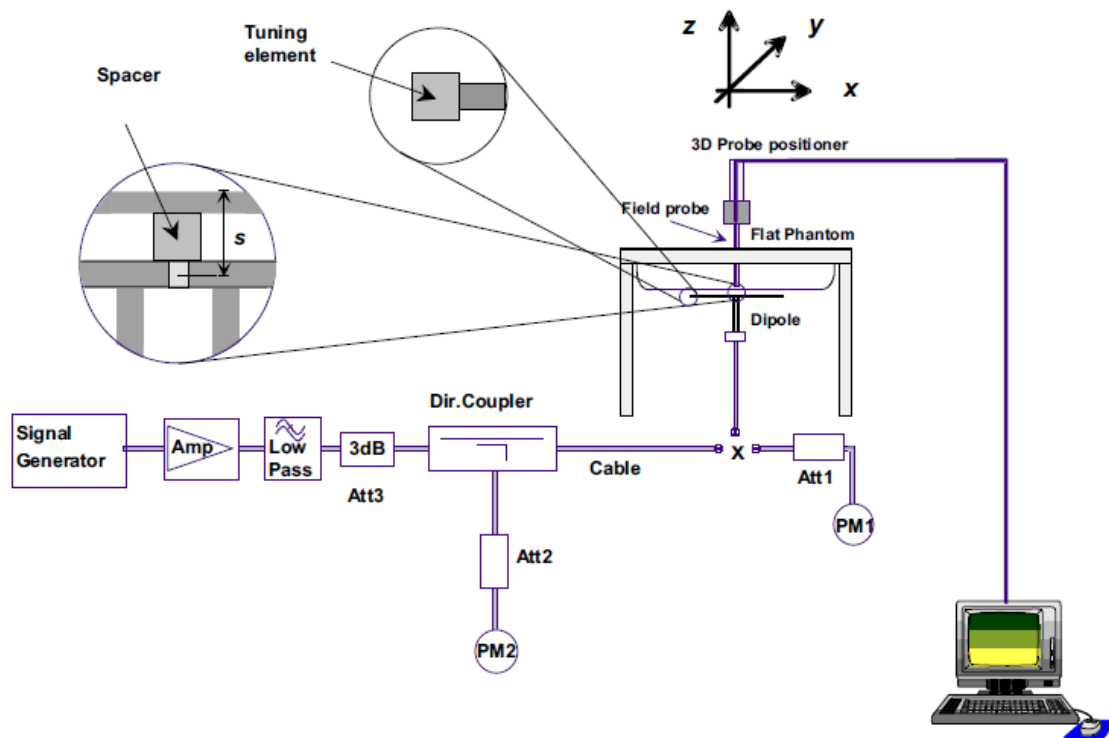 Tuning
element
Spacer
s
z
y
x
3D Probe positioner
Field probe
Flat Phantom
Dipole
Dir.Coupler
Signal
Generator
Amp
Low
Pass
3dB
Att3
Cable
x
Att1
PM1
Att2
PM2